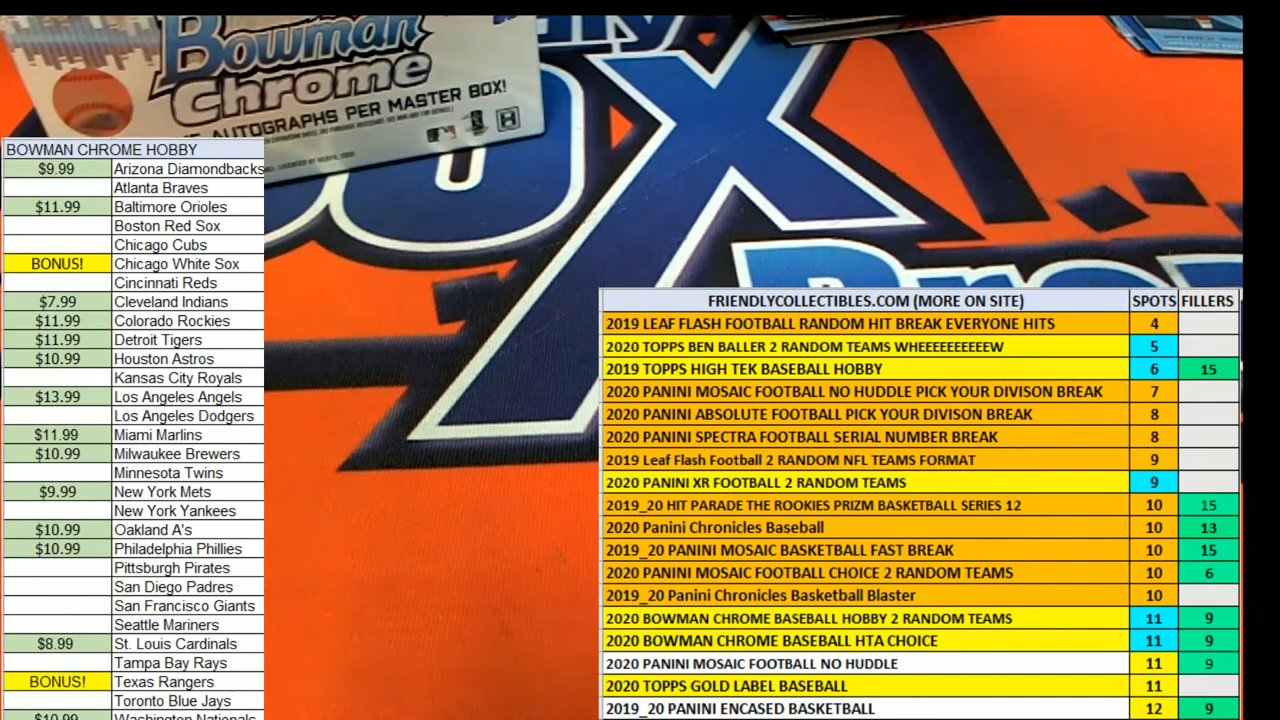 Bowman
Chrome
AUTOGRAPHS PER MASTER BOX!
BOX
BOWMAN CHROME HOBBY
$9.99 Arizona Diamondbacks
Atlanta Braves
$11.99 Baltimore Orioles
Boston Red Sox
Chicago Cubs
BONUS! Chicago White Sox
Cincinnati Reds
$7.99 Cleveland Indians
$11.99 Colorado Rockies
$11.99 Detroit Tigers
$10.99 Houston Astros
Kansas City Royals
$13.99 Los Angeles Angels
Los Angeles Dodgers
$11.99 Miami Marlins
$10.99 Milwaukee Brewers
Minnesota Twins
$9.99 New York Mets
New York Yankees
$10.99 Oakland A's
$10.99 Philadelphia Phillies
Pittsburgh Pirates
San Diego Padres
San Francisco Giants
Seattle Mariners
$8.99 St. Louis Cardinals
Tampa Bay Rays
BONUS! Texas Rangers
Toronto Blue Jays
$10.99 Washington Nationals
FRIENDLYCOLLECTIBLES.COM (MORE ON SITE) SPOTS FILLERS
2019 LEAF FLASH FOOTBALL RANDOM HIT BREAK EVERYONE HITS 4
2020 TOPPS BEN BALLER 2 RANDOM TEAMS WHEEEEEEEEEW 5
2019 TOPPS HIGH TEK BASEBALL HOBBY 6 15
2020 PANINI MOSAIC FOOTBALL NO HUDDLE PICK YOUR DIVISON BREAK 7
2020 PANINI ABSOLUTE FOOTBALL PICK YOUR DIVISON BREAK 8
2020 PANINI SPECTRA FOOTBALL SERIAL NUMBER BREAK 8
2019 Leaf Flash Football 2 RANDOM NFL TEAMS FORMAT 9
2020 PANINI XR FOOTBALL 2 RANDOM TEAMS 9
2019_20 HIT PARADE THE ROOKIES PRIZM BASKETBALL SERIES 12 10 15
2020 Panini Chronicles Baseball 10 13
2019_20 PANINI MOSAIC BASKETBALL FAST BREAK 10 15
2020 PANINI MOSAIC FOOTBALL CHOICE 2 RANDOM TEAMS 10 6
2019_20 Panini Chronicles Basketball Blaster 10
2020 BOWMAN CHROME BASEBALL HOBBY 2 RANDOM TEAMS 11 9
2020 BOWMAN CHROME BASEBALL HTA CHOICE 11 9
2020 PANINI MOSAIC FOOTBALL NO HUDDLE 11 9
2020 TOPPS GOLD LABEL BASEBALL 11
2019_20 PANINI ENCASED BASKETBALL 12 9